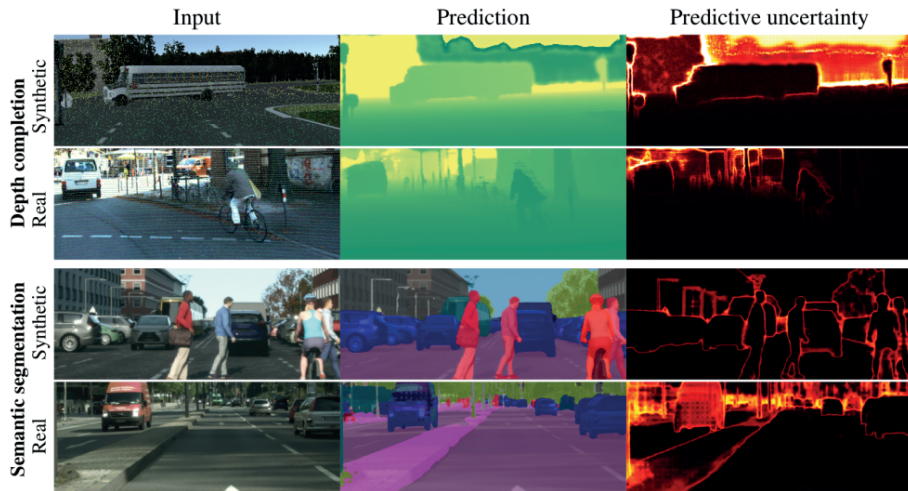 Input Prediction Predictive uncertainty
Depth completion
Synthetic
Real
Semantic segmentation
Synthetic
Real